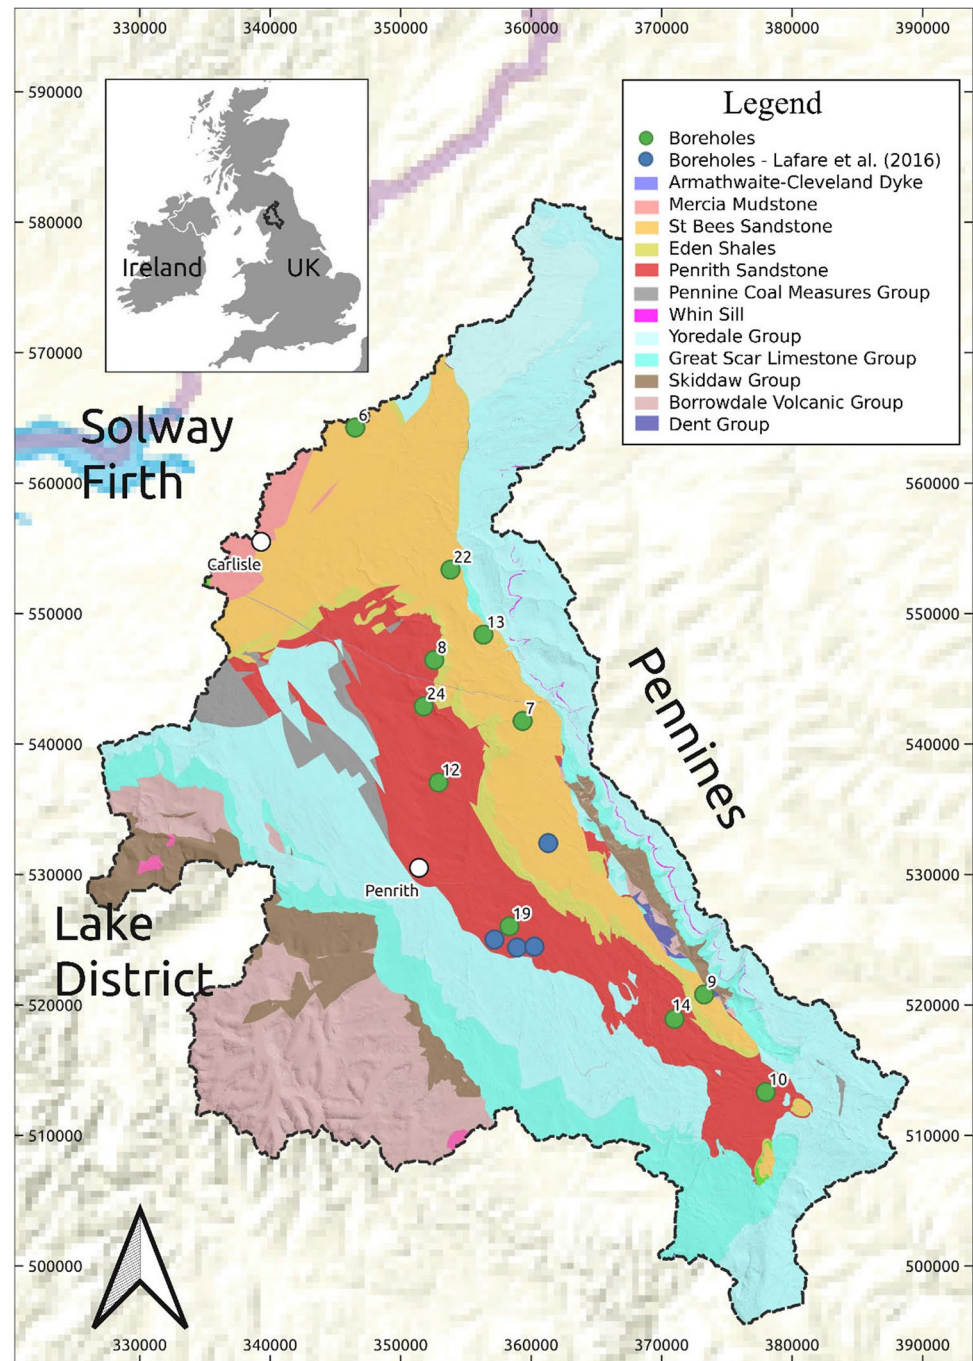 330000 340000 350000 360000 370000 380000 390000
590000
580000
570000
560000
550000
540000
530000
520000
510000
500000
Ireland UK
Legend
Boreholes
Boreholes - Lafare et al. (2016)
Armathwaite-Cleveland Dyke
Mercia Mudstone
St Bees Sandstone
Eden Shales
Penrith Sandstone
Pennine Coal Measures Group
Whin Sill
Yoredale Group
Great Scar Limestone Group
Skiddaw Group
Borrowdale Volcanic Group
Dent Group
Solway
Firth
6
Carlisle
22
13
8
24
7
12
Pennines
Penrith
19
Lake
District
9
14
10
560000
550000
540000
530000
520000
510000
500000
330000 340000 350000 360000 370000 380000 390000